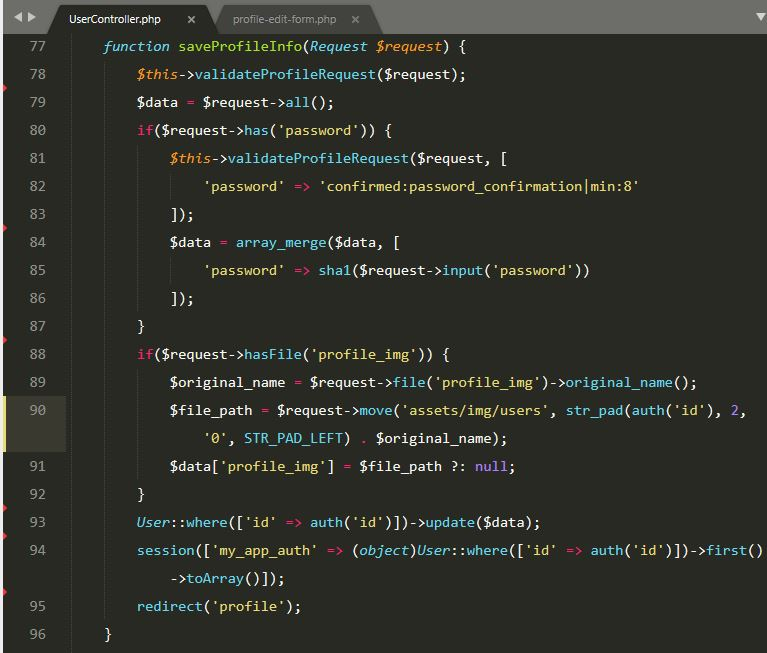 UserController.php × profile-edit-form.php ×
77 function saveProfileInfo(Request $request) {
78 $this->validateProfileRequest($request);
79 $data = $request->all();
80 if($request->has('password')) {
81 $this->validateProfileRequest($request, [
82 'password' => 'confirmed:password_confirmation|min:8'
83 ]);
84 $data = array_merge($data, [
85 'password' => sha1($request->input('password'))
86 ]);
87 }
88 if($request->hasFile('profile_img')) {
89 $original_name = $request->file('profile_img')->original_name();
90 $file_path = $request->move('assets/img/users', str_pad(auth('id'), 2,
'0', STR_PAD_LEFT) . $original_name);
91 $data['profile_img'] = $file_path ?: null;
92 }
93 User::where(['id' => auth('id')])->update($data);
94 session(['my_app_auth' => (object)User::where(['id' => auth('id')])->first()
->toArray()]);
95 redirect('profile');
96 }